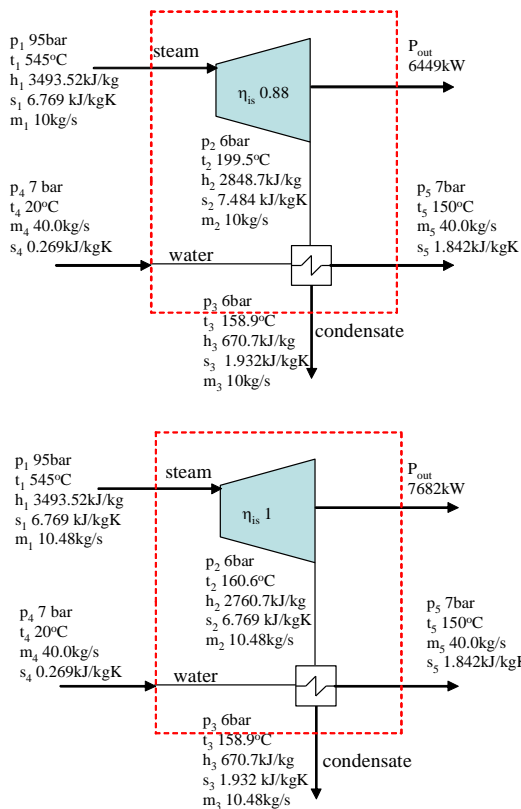 p1 95bar
t1 545°C
h1 3493.52kJ/kg
s1 6.769 kJ/kgK
m1 10kg/s
steam
ηis 0.88
Pout
6449kW
p2 6bar
t2 199.5°C
h2 2848.7kJ/kg
s2 7.484 kJ/kgK
m2 10kg/s
p4 7 bar
t4 20°C
m4 40.0kg/s
s4 0.269kJ/kgK
water
p5 7bar
t5 150°C
m5 40.0kg/s
s5 1.842kJ/kgK
p3 6bar
t3 158.9°C
h3 670.7kJ/kg
s3 1.932kJ/kgK
m3 10kg/s
condensate
p1 95bar
t1 545°C
h1 3493.52kJ/kg
s1 6.769 kJ/kgK
m1 10.48kg/s
steam
ηis 1
Pout
7682kW
p2 6bar
t2 160.6°C
h2 2760.7kJ/kg
s2 6.769 kJ/kgK
m2 10.48kg/s
p4 7 bar
t4 20°C
m4 40.0kg/s
s4 0.269kJ/kgK
water
p5 7bar
t5 150°C
m5 40.0kg/s
s5 1.842kJ/kgK
p3 6bar
t3 158.9°C
h3 670.7kJ/kg
s3 1.932 kJ/kgK
m3 10.48kg/s
condensate